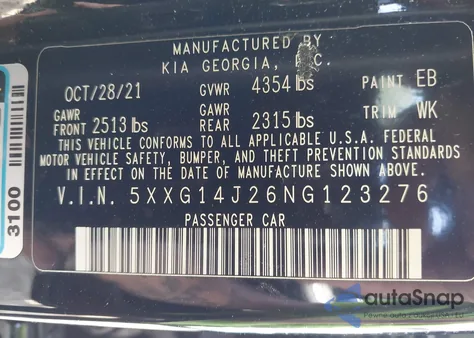 MANUFACTURED BY
KIA GEORGIA, C.
OCT/28/21 GVWR 4354 lbs PAINT EB
GAWR FRONT 2513 lbs GAWR REAR 2315 lbs TRIM WK
THIS VEHICLE CONFORMS TO ALL APPLICABLE U.S.A. FEDERAL
MOTOR VEHICLE SAFETY, BUMPER, AND THEFT PREVENTION STANDARDS
IN EFFECT ON THE DATE OF MANUFACTURE SHOWN ABOVE.
V.I.N. 5XXG14J26NG123276
PASSENGER CAR
3100
autoSnap